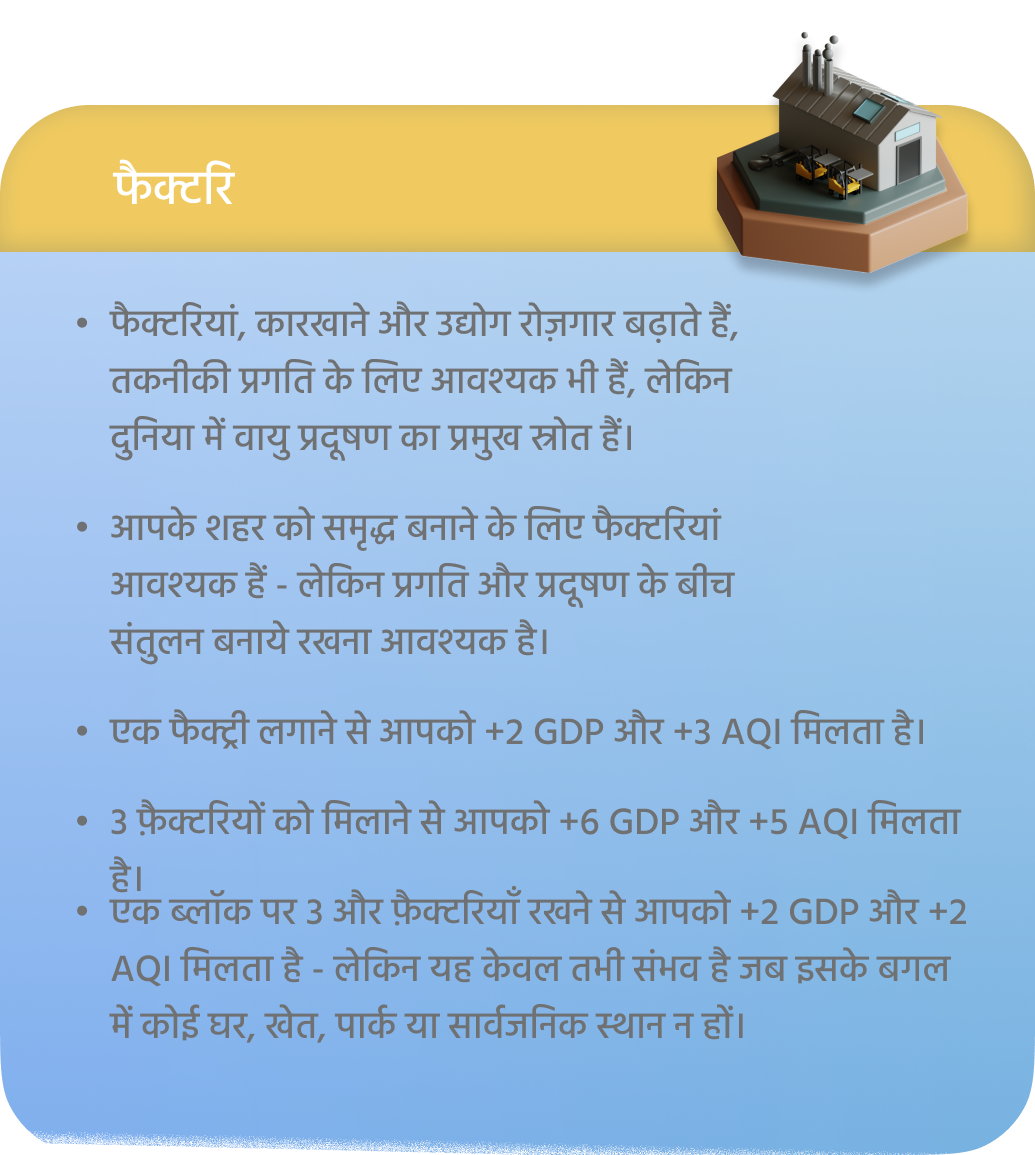 फैक्टरि
• फैक्टरियां, कारखाने और उद्योग रोज़गार बढ़ाते हैं,
तकनीकी प्रगति के लिए आवश्यक भी हैं, लेकिन
दुनिया में वायु प्रदूषण का प्रमुख स्रोत हैं।
• आपके शहर को समृद्ध बनाने के लिए फैक्टरियां
आवश्यक हैं - लेकिन प्रगति और प्रदूषण के बीच
संतुलन बनाये रखना आवश्यक है।
• एक फैक्ट्री लगाने से आपको +2 GDP और +3 AQI मिलता है।
• 3 फ़ैक्टरियों को मिलाने से आपको +6 GDP और +5 AQI मिलता
है।
• एक ब्लॉक पर 3 और फ़ैक्टरियाँ रखने से आपको +2 GDP और +2
AQI मिलता है - लेकिन यह केवल तभी संभव है जब इसके बगल
में कोई घर, खेत, पार्क या सार्वजनिक स्थान न हों।